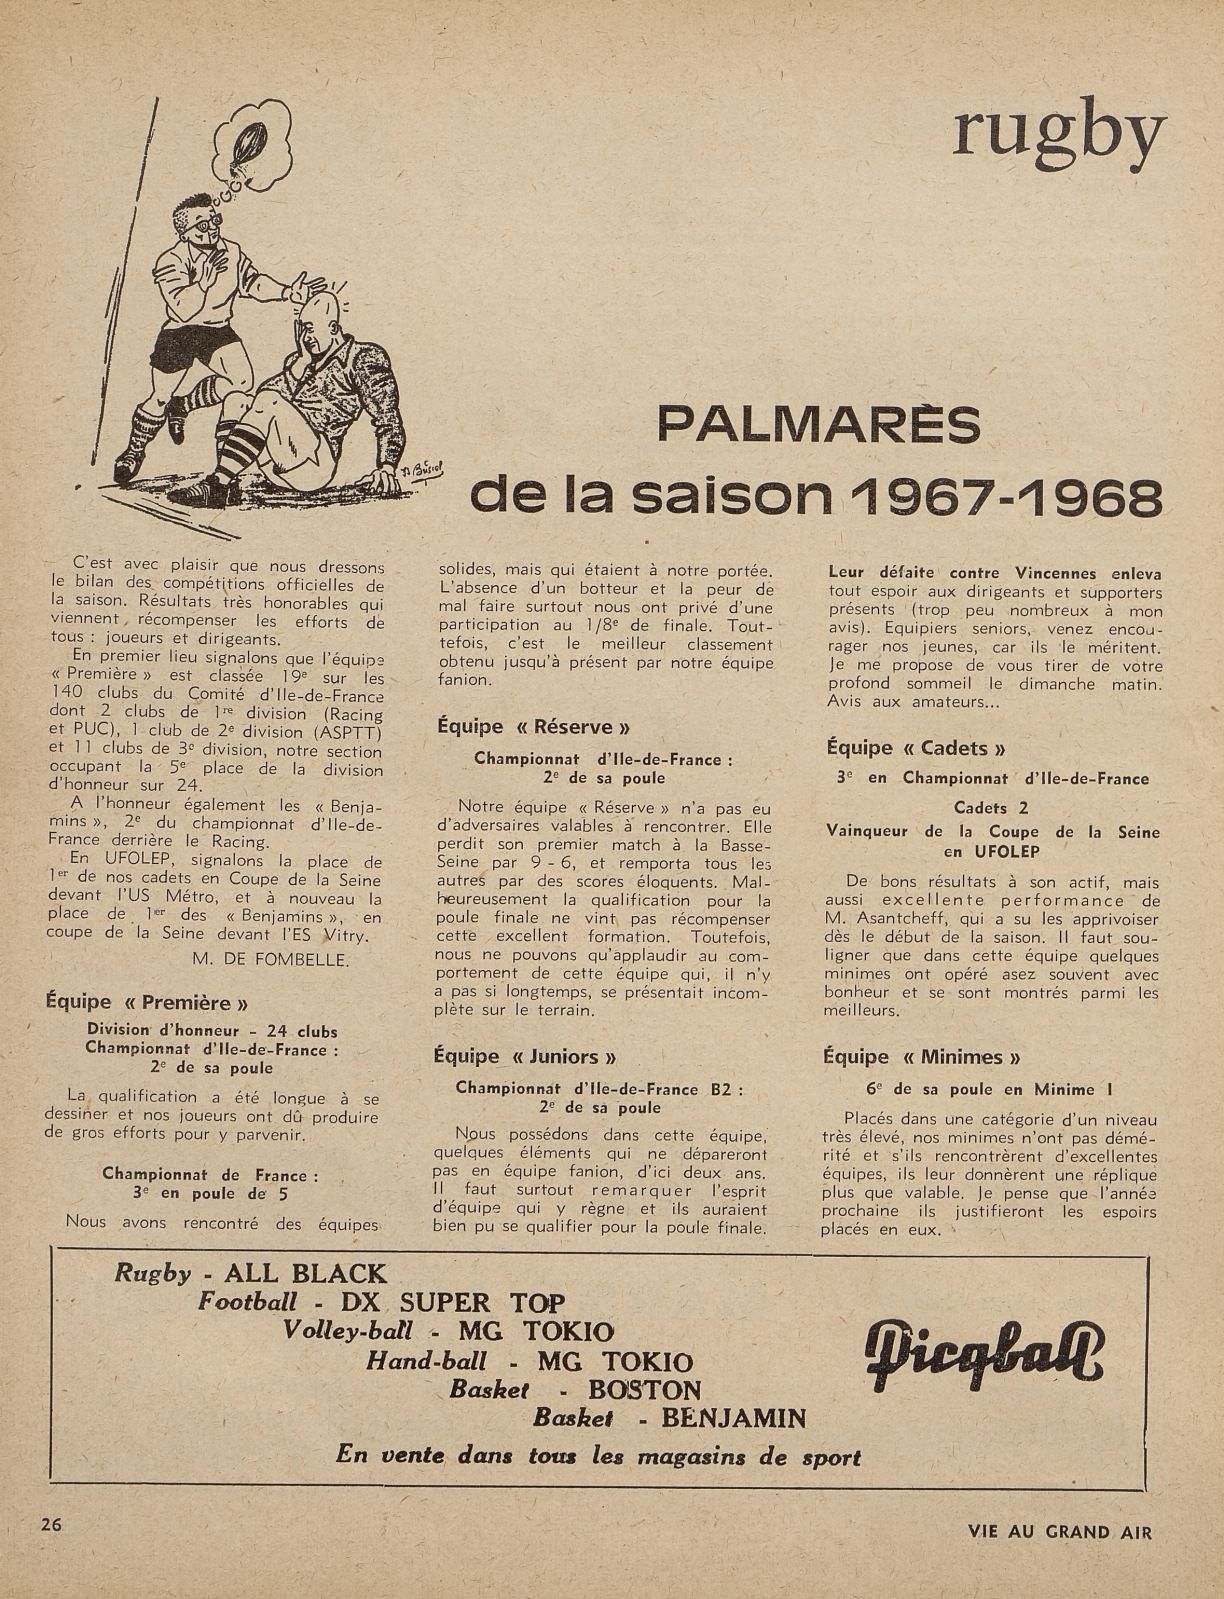 rugby
PALMARÈS
de la saison 1967-1968
C'est avec plaisir que nous dressons
le bilan des compétitions officielles de
la saison. Résultats très honorables qui
viennent récompenser les efforts de
tous : joueurs et dirigeants.
En premier lieu signalons que l'équipe
« Première » est classée 19e sur les
140 clubs du Comité d'Ile-de-France
dont 2 clubs de 1re division (Racing
et PUC), 1 club de 2e division (ASPTT)
et 11 clubs de 3e division, notre section
occupant la 5e place de la division
d'honneur sur 24.
A l'honneur également les « Benja-
mins », 2e du championnat d'Ile-de-
France derrière le Racing.
En UFOLEP, signalons la place de
1er de nos cadets en Coupe de la Seine
devant l'US Métro, et à nouveau la
place de 1er des « Benjamins », en
coupe de la Seine devant l'ES Vitry.
M. DE FOMBELLE.
Équipe « Première »
Division d'honneur - 24 clubs
Championnat d'Ile-de-France :
2e de sa poule
La qualification a été longue à se
dessiner et nos joueurs ont dû produire
de gros efforts pour y parvenir.
Championnat de France :
3e en poule de 5
Nous avons rencontré des équipes
solides, mais qui étaient à notre portée.
L'absence d'un botteur et la peur de
mal faire surtout nous ont privé d'une
participation au 1/8e de finale. Tout-
tefois, c'est le meilleur classement
obtenu jusqu'à présent par notre équipe
fanion.
Équipe « Réserve »
Championnat d'Ile-de-France :
2e de sa poule
Notre équipe « Réserve » n'a pas eu
d'adversaires valables à rencontrer. Elle
perdit son premier match à la Basse-
Seine par 9 - 6, et remporta tous les
autres par des scores éloquents. Mal-
heureusement la qualification pour la
poule finale ne vint pas récompenser
cette excellent formation. Toutefois,
nous ne pouvons qu'applaudir au com-
portement de cette équipe qui, il n'y
a pas si longtemps, se présentait incom-
plète sur le terrain.
Équipe « Juniors »
Championnat d'Ile-de-France B2 :
2e de sa poule
Nous possédons dans cette équipe,
quelques éléments qui ne dépareront
pas en équipe fanion, d'ici deux ans.
Il faut surtout remarquer l'esprit
d'équipe qui y règne et ils auraient
bien pu se qualifier pour la poule finale.
Leur défaite contre Vincennes enleva
tout espoir aux dirigeants et supporters
présents (trop peu nombreux à mon
avis). Equipiers seniors, venez encou-
rager nos jeunes, car ils le méritent.
Je me propose de vous tirer de votre
profond sommeil le dimanche matin.
Avis aux amateurs...
Équipe « Cadets »
3e en Championnat d'Ile-de-France
Cadets 2
Vainqueur de la Coupe de la Seine
en UFOLEP
De bons résultats à son actif, mais
aussi excellente performance de
M. Asantcheff, qui a su les apprivoiser
dès le début de la saison. Il faut sou-
ligner que dans cette équipe quelques
minimes ont opéré asez souvent avec
bonheur et se sont montrés parmi les
meilleurs.
Équipe « Minimes »
6e de sa poule en Minime I
Placés dans une catégorie d'un niveau
très élevé, nos minimes n'ont pas démé-
rité et s'ils rencontrèrent d'excellentes
équipes, ils leur donnèrent une réplique
plus que valable. Je pense que l'année
prochaine ils justifieront les espoirs
placés en eux.
Rugby - ALL BLACK
Football - DX SUPER TOP
Volley-ball - MG TOKIO
Hand-ball - MG TOKIO
Basket - BOSTON
Basket - BENJAMIN
En vente dans tous les magasins de sport
Picqball
26
VIE AU GRAND AIR